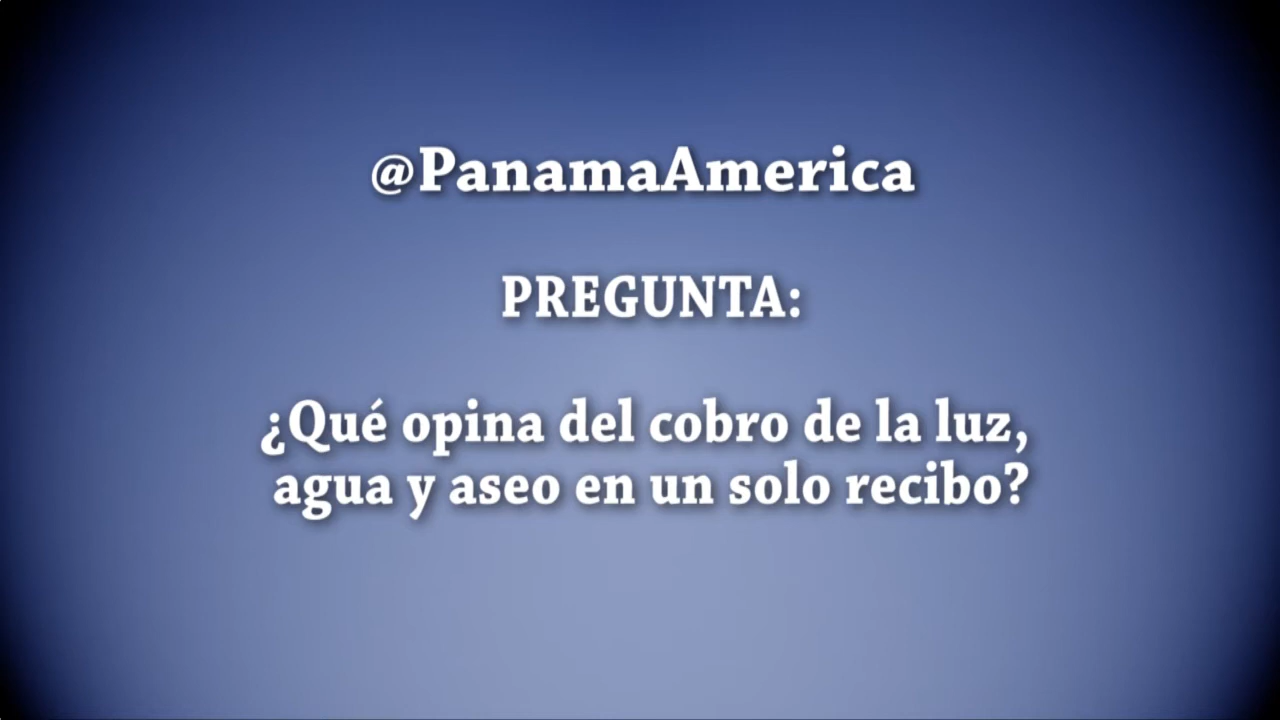 @PanamaAmerica
PREGUNTA:
¿Qué opina del cobro de la luz,
agua y aseo en un solo recibo?